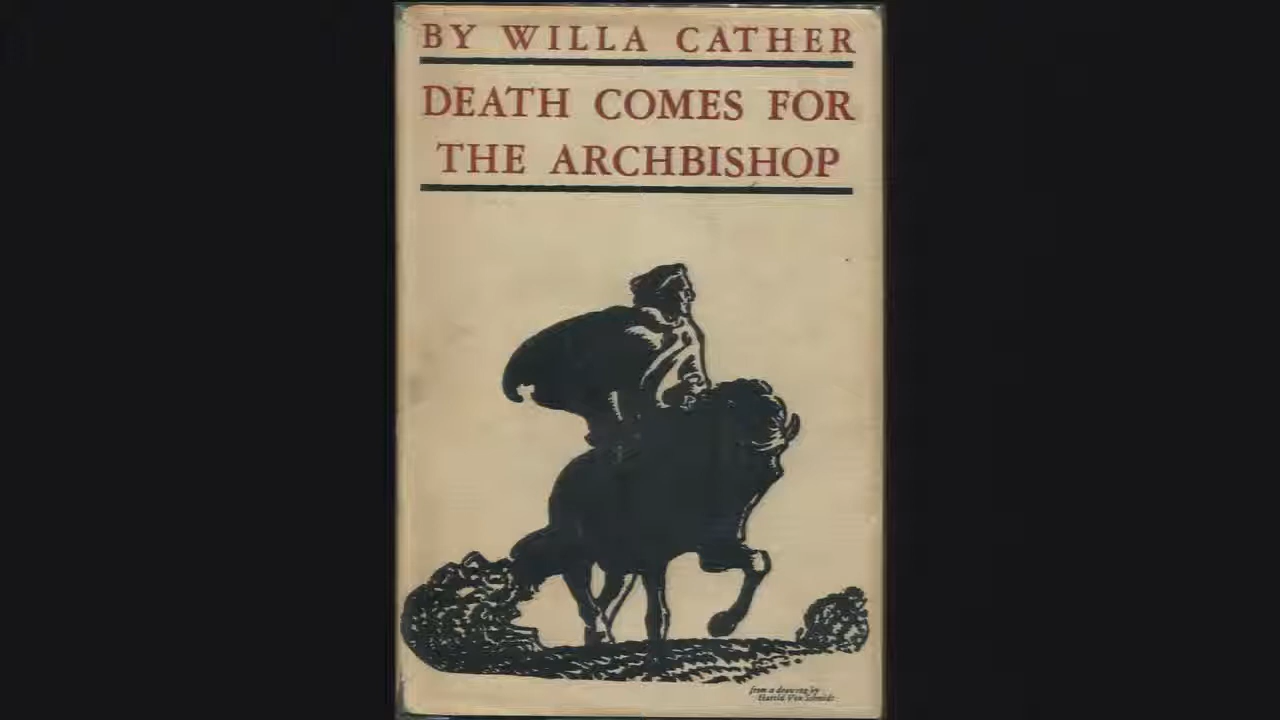 BY WILLA CATHER
DEATH COMES FOR
THE ARCHBISHOP
from a drawing by
Harold Von Schmidt